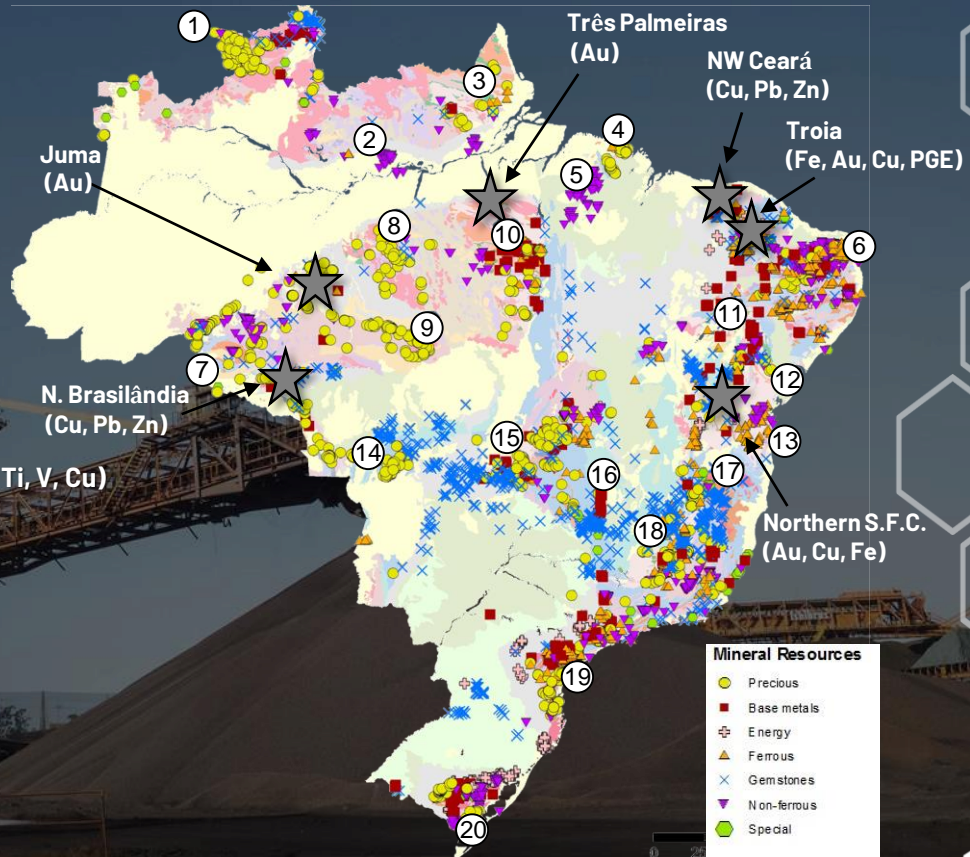 1
Três Palmeiras
(Au)
3
NW Ceará
(Cu, Pb, Zn)
2
4
Troia
(Fe, Au, Cu, PGE)
Juma
(Au)
5
8
10
6
11
9
7
12
N. Brasilândia
(Cu, Pb, Zn)
13
14
15
Ti, V, Cu)
16
17
18
Northern S.F.C.
(Au, Cu, Fe)
Mineral Resources
Precious
Base metals
Energy
Ferrous
Gemstones
Non-ferrous
Special
19
20
0